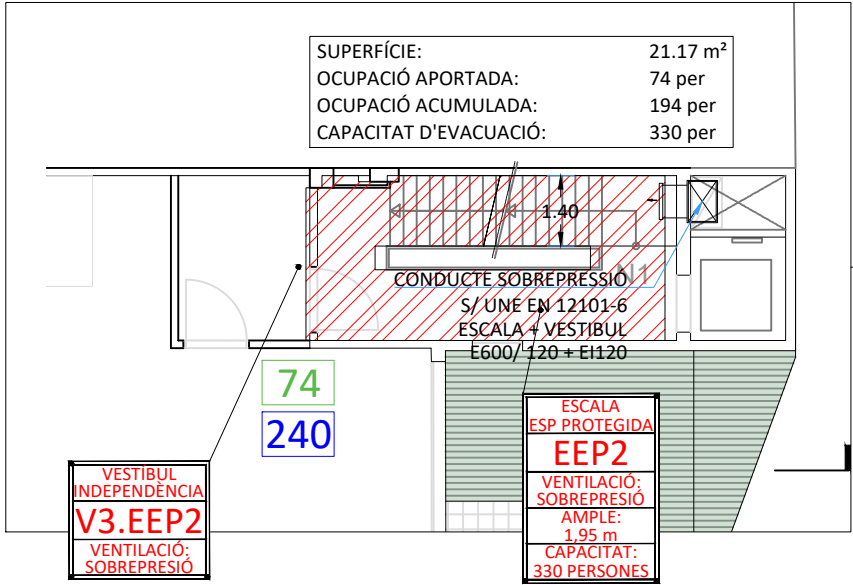 SUPERFÍCIE: 21.17 m²
OCUPACIÓ APORTADA: 74 per
OCUPACIÓ ACUMULADA: 194 per
CAPACITAT D'EVACUACIÓ: 330 per
1.40
N1
CONDUCTE SOBREPRESSIÓ
S/ UNE EN 12101-6
ESCALA + VESTIBUL
E600/ 120 + EI120
74
240
VESTÍBUL
INDEPENDÈNCIA
V3.EEP2
VENTILACIÓ:
SOBREPRESIÓ
ESCALA
ESP PROTEGIDA
EEP2
VENTILACIÓ:
SOBREPRESIÓ
AMPLE:
1,95 m
CAPACITAT:
330 PERSONES